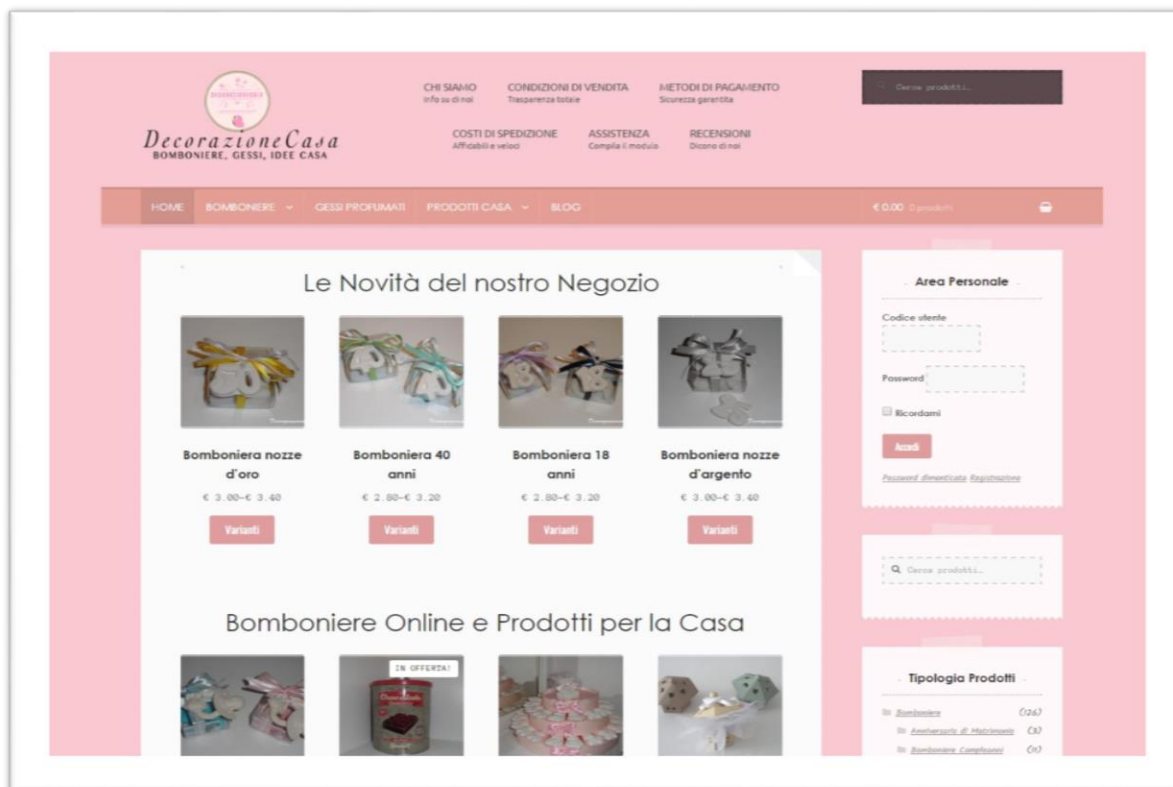 DecorazioneCasa
BOMBONIERE, GESSI, IDEE CASA
CHI SIAMO
Info su di noi
CONDIZIONI DI VENDITA
Trasparenza totale
METODI DI PAGAMENTO
Sicurezza garantita
COSTI DI SPEDIZIONE
Affidabili e veloci
ASSISTENZA
Compila il modulo
RECENSIONI
Dicono di noi
Cerca prodotti…
HOME BOMBONIERE GESSI PROFUMATI PRODOTTI CASA BLOG
€ 0.00 0 prodotti
Le Novità del nostro Negozio
Bomboniera nozze
d'oro
€ 3.00–€ 3.40
Varianti
Bomboniera 40
anni
€ 2.80–€ 3.20
Varianti
Bomboniera 18
anni
€ 2.80–€ 3.20
Varianti
Bomboniera nozze
d'argento
€ 3.00–€ 3.40
Varianti
Bomboniere Online e Prodotti per la Casa
IN OFFERTA!
Area Personale
Codice utente
Password
Ricordami
Accedi
Password dimenticata Registrazione
Cerca prodotti…
Tipologia Prodotti
Bomboniere (126)
Anniversario di Matrimonio (3)
Bomboniere Compleanni (11)